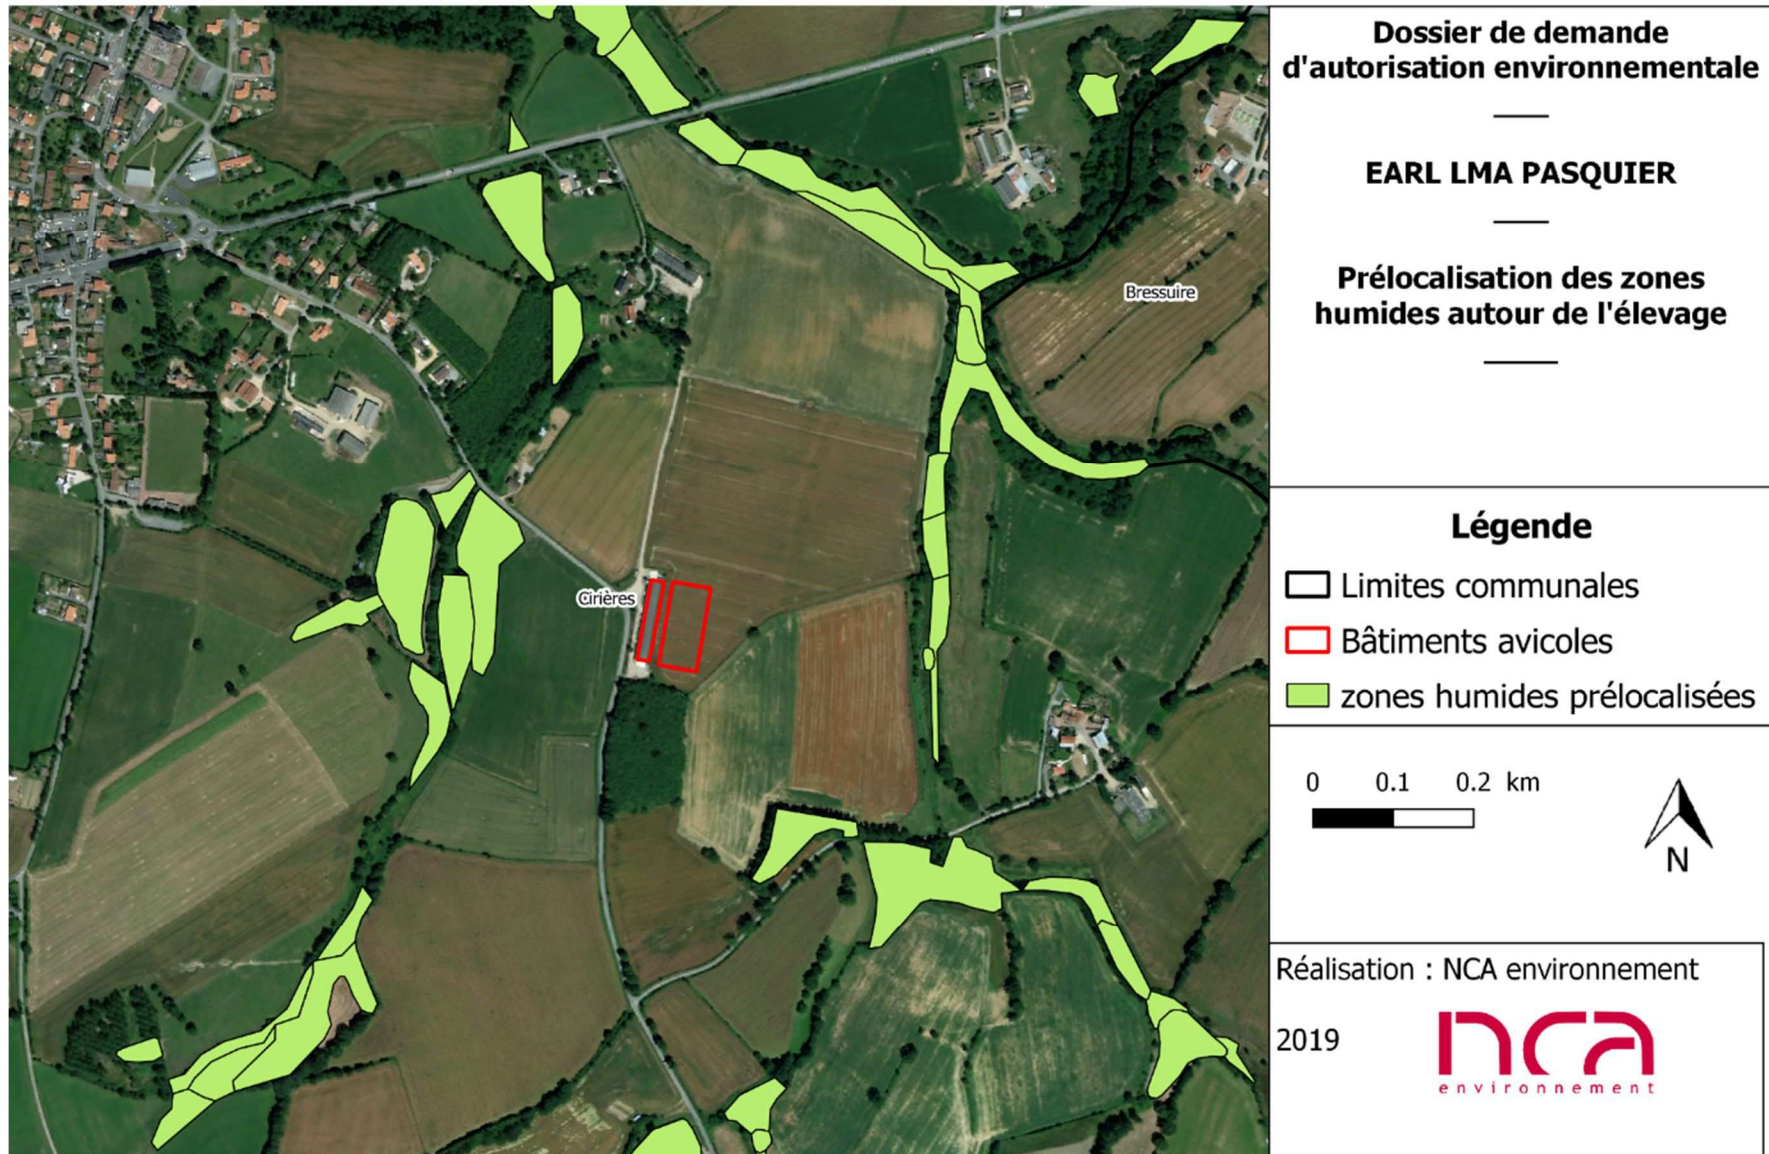 Dossier de demande
d'autorisation environnementale
EARL LMA PASQUIER
Prélocalisation des zones
humides autour de l'élevage
Bressuire
Cirières
Légende
Limites communales
Bâtiments avicoles
zones humides prélocalisées
0 0.1 0.2 km
N
Réalisation : NCA environnement
2019
nca
environnement